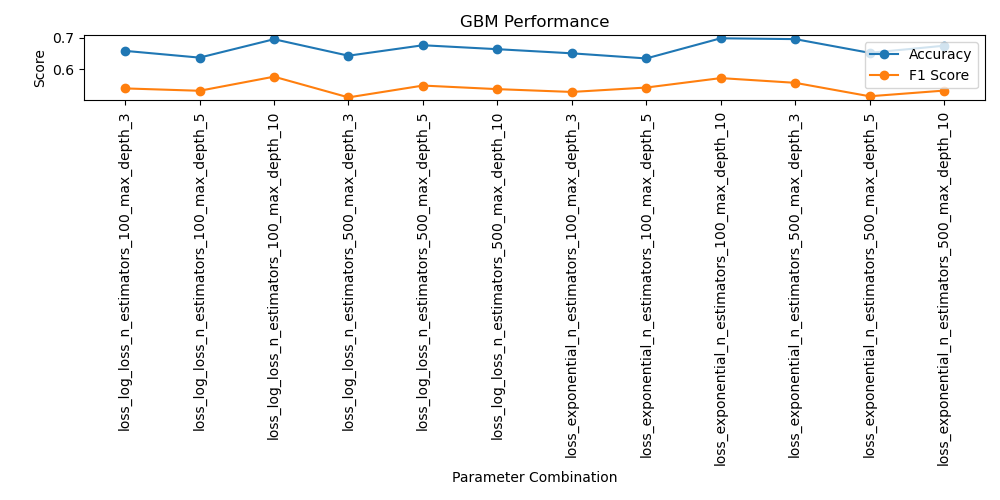 GBM Performance
Score
0.7
0.6
Accuracy
F1 Score
loss_log_loss_n_estimators_100_max_depth_3
loss_log_loss_n_estimators_100_max_depth_5
loss_log_loss_n_estimators_100_max_depth_10
loss_log_loss_n_estimators_500_max_depth_3
loss_log_loss_n_estimators_500_max_depth_5
loss_log_loss_n_estimators_500_max_depth_10
loss_exponential_n_estimators_100_max_depth_3
loss_exponential_n_estimators_100_max_depth_5
loss_exponential_n_estimators_100_max_depth_10
loss_exponential_n_estimators_500_max_depth_3
loss_exponential_n_estimators_500_max_depth_5
loss_exponential_n_estimators_500_max_depth_10
Parameter Combination